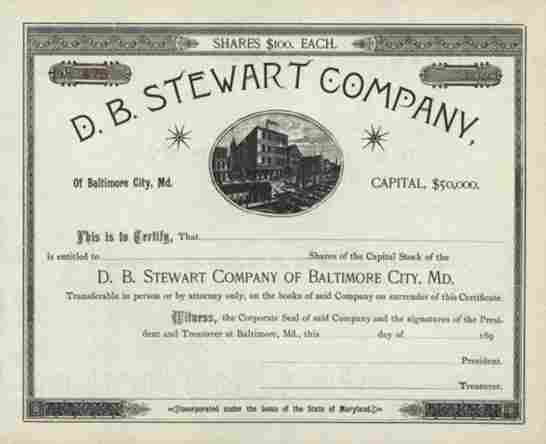 SHARES $100. EACH.
D. B. STEWART COMPANY,
Of Baltimore City, Md.
CAPITAL, $50,000.
This is to Certify, That
is entitled to Shares of the Capital Stock of the
D. B. STEWART COMPANY OF BALTIMORE CITY, MD.
Transferable in person or by attorney only, on the books of said Company on surrender of this Certificate
Witness, the Corporate Seal of said Company and the signatures of the Presi-
dent and Treasurer at Baltimore, Md., this day of 189
President.
Treasurer.
Incorporated under the laws of the State of Maryland.